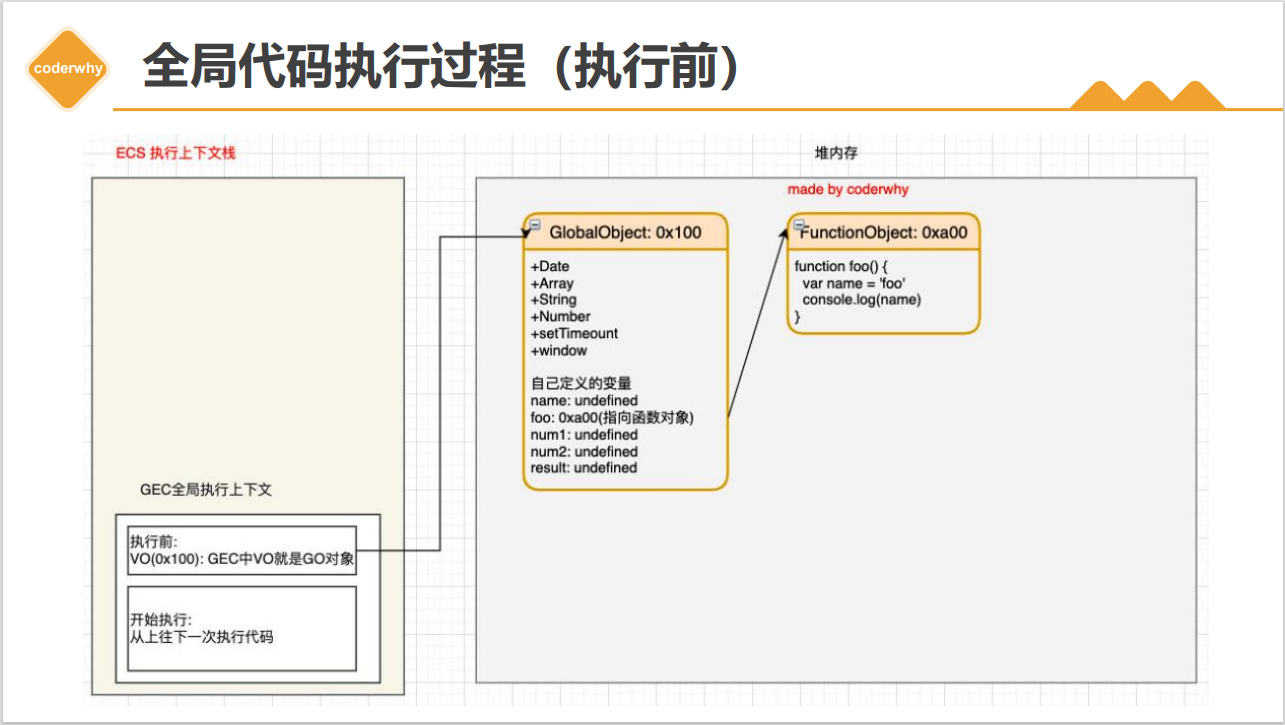 coderwhy
全局代码执行过程（执行前）
ECS 执行上下文栈
堆内存
made by coderwhy
GlobalObject: 0x100
+Date
+Array
+String
+Number
+setTimeount
+window
自己定义的变量
name: undefined
foo: 0xa00(指向函数对象)
num1: undefined
num2: undefined
result: undefined
FunctionObject: 0xa00
function foo() {
var name = 'foo'
console.log(name)
}
GEC全局执行上下文
执行前:
VO(0x100): GEC中VO就是GO对象
开始执行:
从上往下一次执行代码